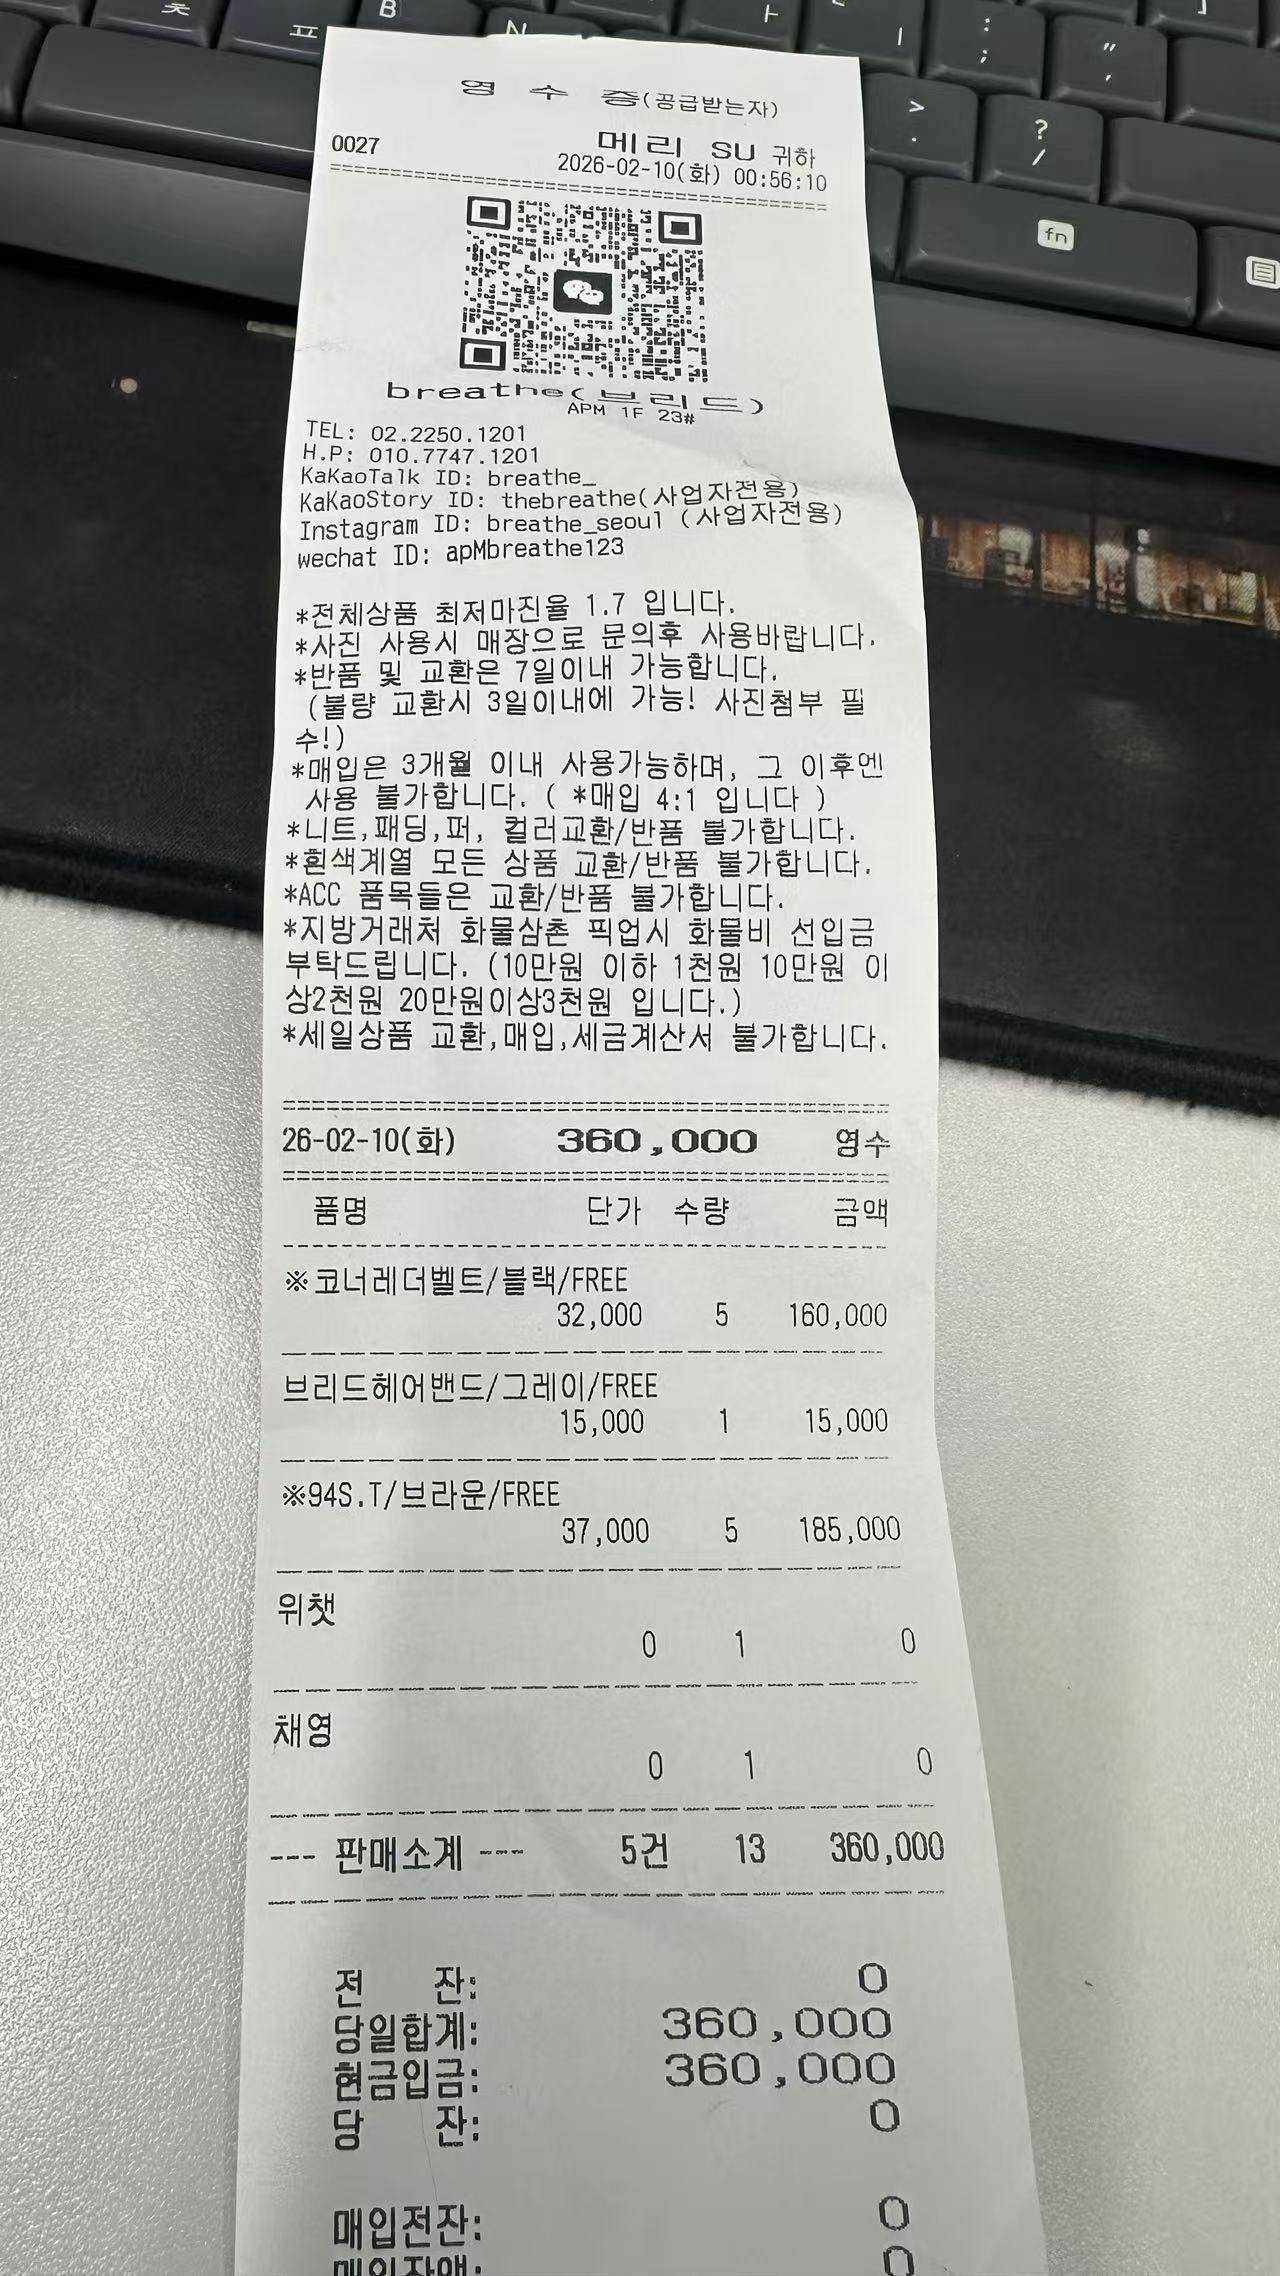 ㅊ
ㅍ
B
N
ㅏ
ㅣ
:
;
"
'
>
.
?
/
fn
영 수 증(공급받는자)
0027 메리 SU 귀하
2026-02-10(화) 00:56:10
breathe(브리드)
APM 1F 23#
TEL: 02.2250.1201
H.P: 010.7747.1201
KaKaoTalk ID: breathe_
KaKaoStory ID: thebreathe(사업자전용)
Instagram ID: breathe_seoul (사업자전용)
wechat ID: apMbreathe123
*전체상품 최저마진율 1.7 입니다.
*사진 사용시 매장으로 문의후 사용바랍니다.
*반품 및 교환은 7일이내 가능합니다.
(불량 교환시 3일이내에 가능! 사진첨부 필
수!)
*매입은 3개월 이내 사용가능하며, 그 이후엔
사용 불가합니다. ( *매입 4:1 입니다 )
*니트,패딩,퍼, 컬러교환/반품 불가합니다.
*흰색계열 모든 상품 교환/반품 불가합니다.
*ACC 품목들은 교환/반품 불가합니다.
*지방거래처 화물삼촌 픽업시 화물비 선입금
부탁드립니다. (10만원 이하 1천원 10만원 이
상2천원 20만원이상3천원 입니다.)
*세일상품 교환,매입,세금계산서 불가합니다.
26-02-10(화) 360,000 영수
품명 단가 수량 금액
※코너레더벨트/블랙/FREE
32,000 5 160,000
브리드헤어밴드/그레이/FREE
15,000 1 15,000
※94S.T/브라운/FREE
37,000 5 185,000
위챗
0 1 0
채영
0 1 0
--- 판매소계 --- 5건 13 360,000
전 잔: 0
당일합계: 360,000
현금입금: 360,000
당 잔: 0
매입전잔: 0
매입잔액: 0